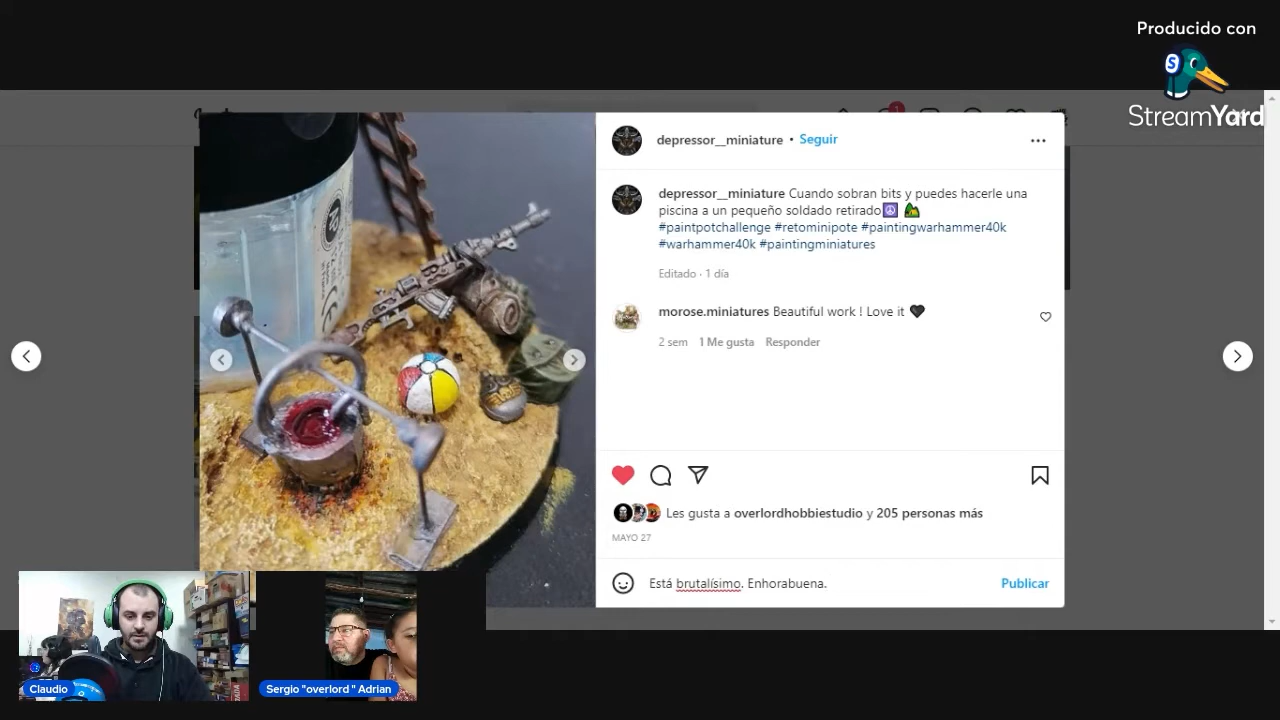 Producido con
S
StreamYard
1
depressor__miniature • Seguir
depressor__miniature Cuando sobran bits y puedes hacerle una
piscina a un pequeño soldado retirado☮️ 🏕️
#paintpotchallenge #retominipote #paintingwarhammer40k
#warhammer40k #paintingminiatures
Editado · 1 día
morose.miniatures Beautiful work ! Love it 🖤
2 sem 1 Me gusta Responder
Les gusta a overlordhobbiestudio y 205 personas más
MAYO 27
Está brutalísimo. Enhorabuena.
Publicar
Claudio
Sergio "overlord " Adrian